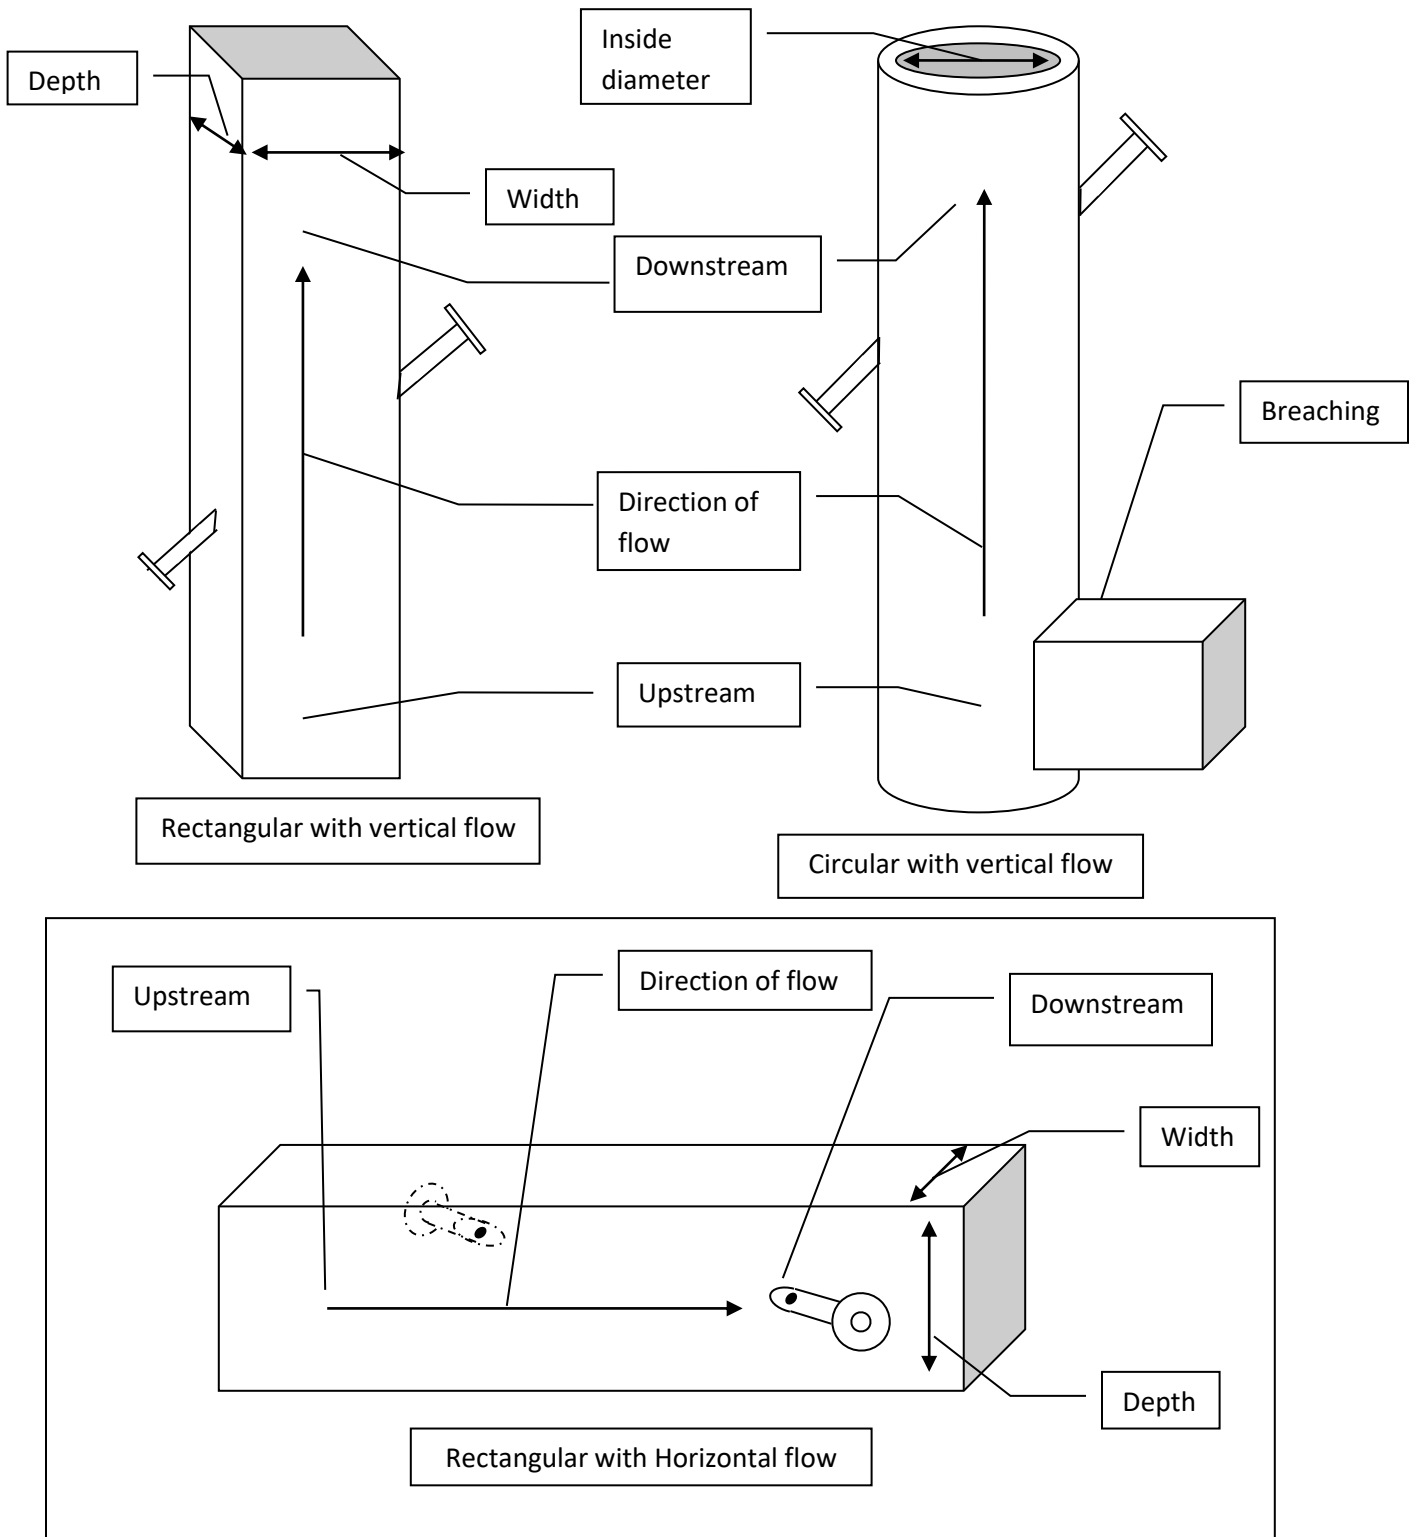 Depth
Inside
diameter
Width
Downstream
Breaching
Direction of
flow
Upstream
Rectangular with vertical flow
Circular with vertical flow
Upstream
Direction of flow
Downstream
Width
Depth
Rectangular with Horizontal flow